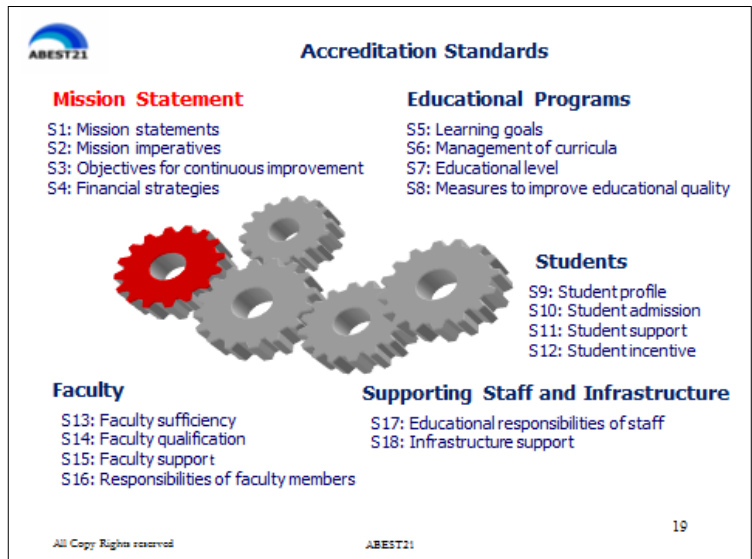 ABEST21
Accreditation Standards
Mission Statement
S1: Mission statements
S2: Mission imperatives
S3: Objectives for continuous improvement
S4: Financial strategies
Educational Programs
S5: Learning goals
S6: Management of curricula
S7: Educational level
S8: Measures to improve educational quality
Students
S9: Student profile
S10: Student admission
S11: Student support
S12: Student incentive
Faculty
S13: Faculty sufficiency
S14: Faculty qualification
S15: Faculty support
S16: Responsibilities of faculty members
Supporting Staff and Infrastructure
S17: Educational responsibilities of staff
S18: Infrastructure support
19
All Copy Rights reserved
ABEST21